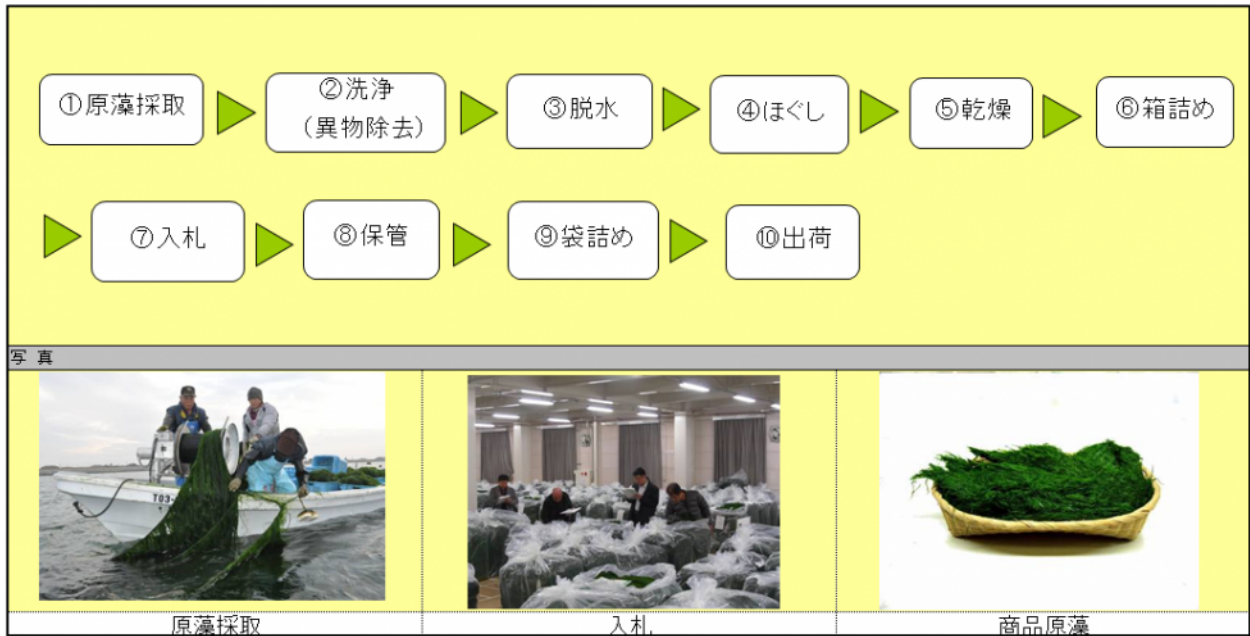 ①原藻採取
②洗浄
（異物除去）
③脱水
④ほぐし
⑤乾燥
⑥箱詰め
⑦入札
⑧保管
⑨袋詰め
⑩出荷
写 真
原藻採取
入札
商品原藻